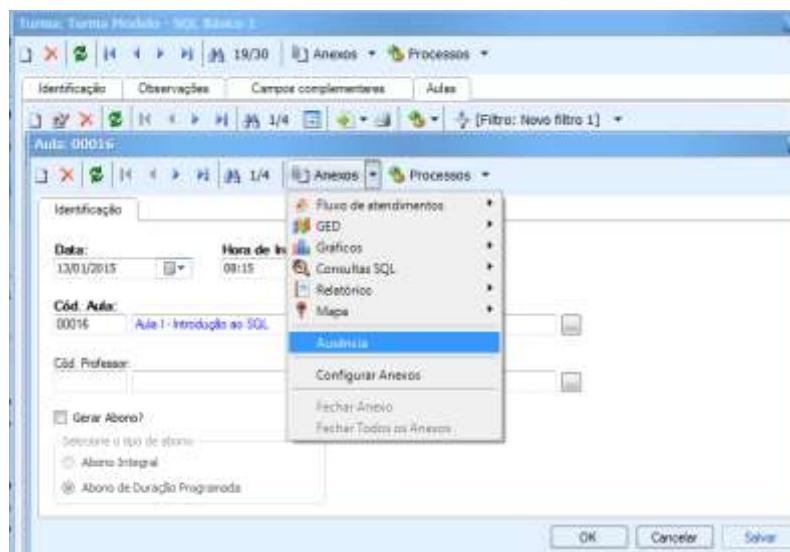 Turma: Turma Modelo - SQL Básico 1
19/30 Anexos Processos
Identificação Observações Campos complementares Aulas
1/4 [Filtro: Novo filtro 1]
Aula: 00016
1/4 Anexos Processos
Identificação
Fluxo de atendimentos
GED
Gráficos
Consultas SQL
Relatórios
Mapa
Ausência
Configurar Anexos
Fechar Anexo
Fechar Todos os Anexos
Data: Hora de In
13/01/2015 08:15
Cód. Aula:
00016 Aula 1 - Introdução ao SQL
Cód. Professor:
Gerar Abono?
Selecione o tipo de abono
Abono Integral
Abono de Duração Programada
OK Cancelar Salvar